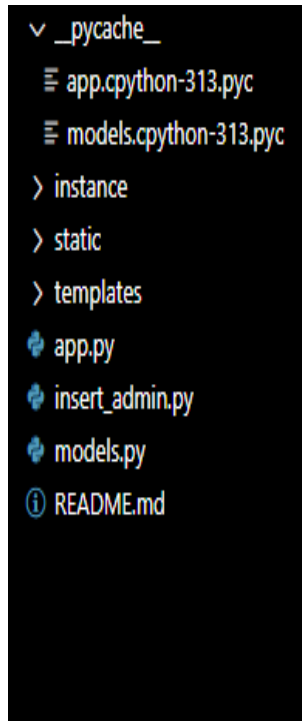 __pycache__
app.cpython-313.pyc
models.cpython-313.pyc
instance
static
templates
app.py
insert_admin.py
models.py
README.md